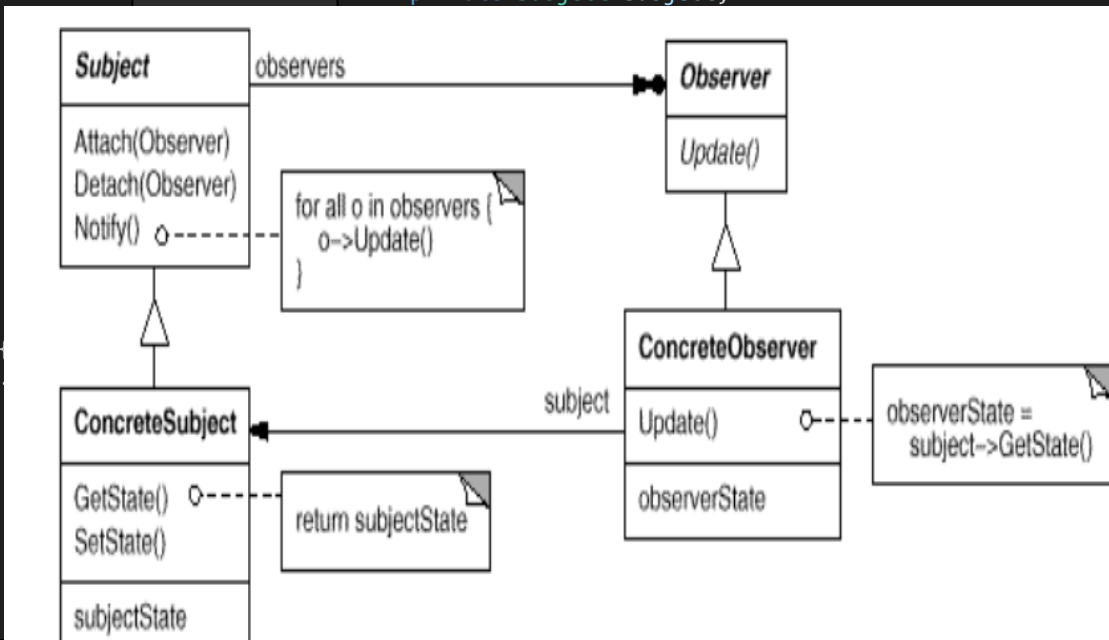 Subject
observers
Observer
Attach(Observer)
Detach(Observer)
Notify()
for all o in observers {
o->Update()
}
Update()
ConcreteSubject
GetState()
SetState()
subjectState
return subjectState
subject
ConcreteObserver
Update()
observerState
observerState =
subject->GetState()